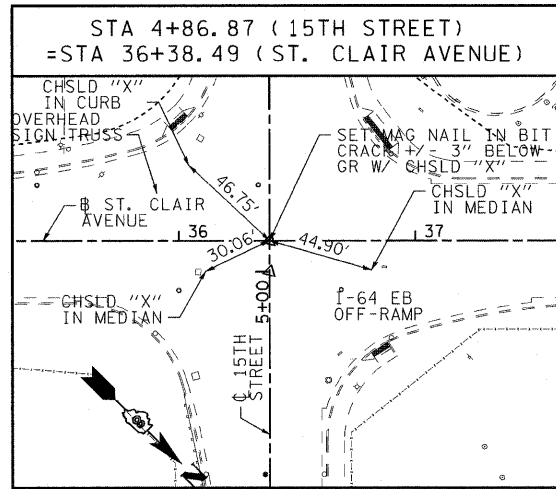 STA 4+86.87 (15TH STREET)
=STA 36+38.49 (ST. CLAIR AVENUE)
CHSLD "X"
IN CURB
OVERHEAD
SIGN TRUSS
46.75'
SET MAG NAIL IN BIT
CRACK +/- 3" BELOW
GR W/ CHSLD "X"
CHSLD "X"
IN MEDIAN
B ST. CLAIR
AVENUE
36
37
30.06'
44.90'
CHSLD "X"
IN MEDIAN
5+00
I-64 EB
OFF-RAMP
℄ 15TH
STREET
N